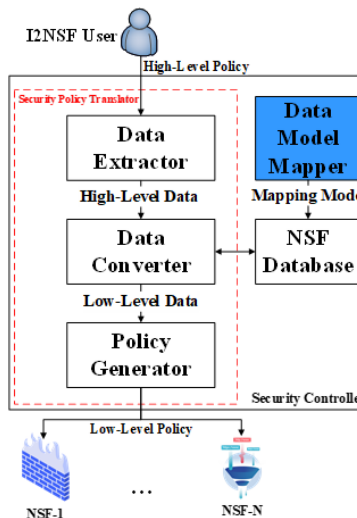 I2NSF User
High-Level Policy
Security Policy Translator
Data
Extractor
Data
Model
Mapper
High-Level Data
Mapping Mode
Data
Converter
NSF
Database
Low-Level Data
Policy
Generator
Security Controlle
Low-Level Policy
NSF-1
...
NSF-N